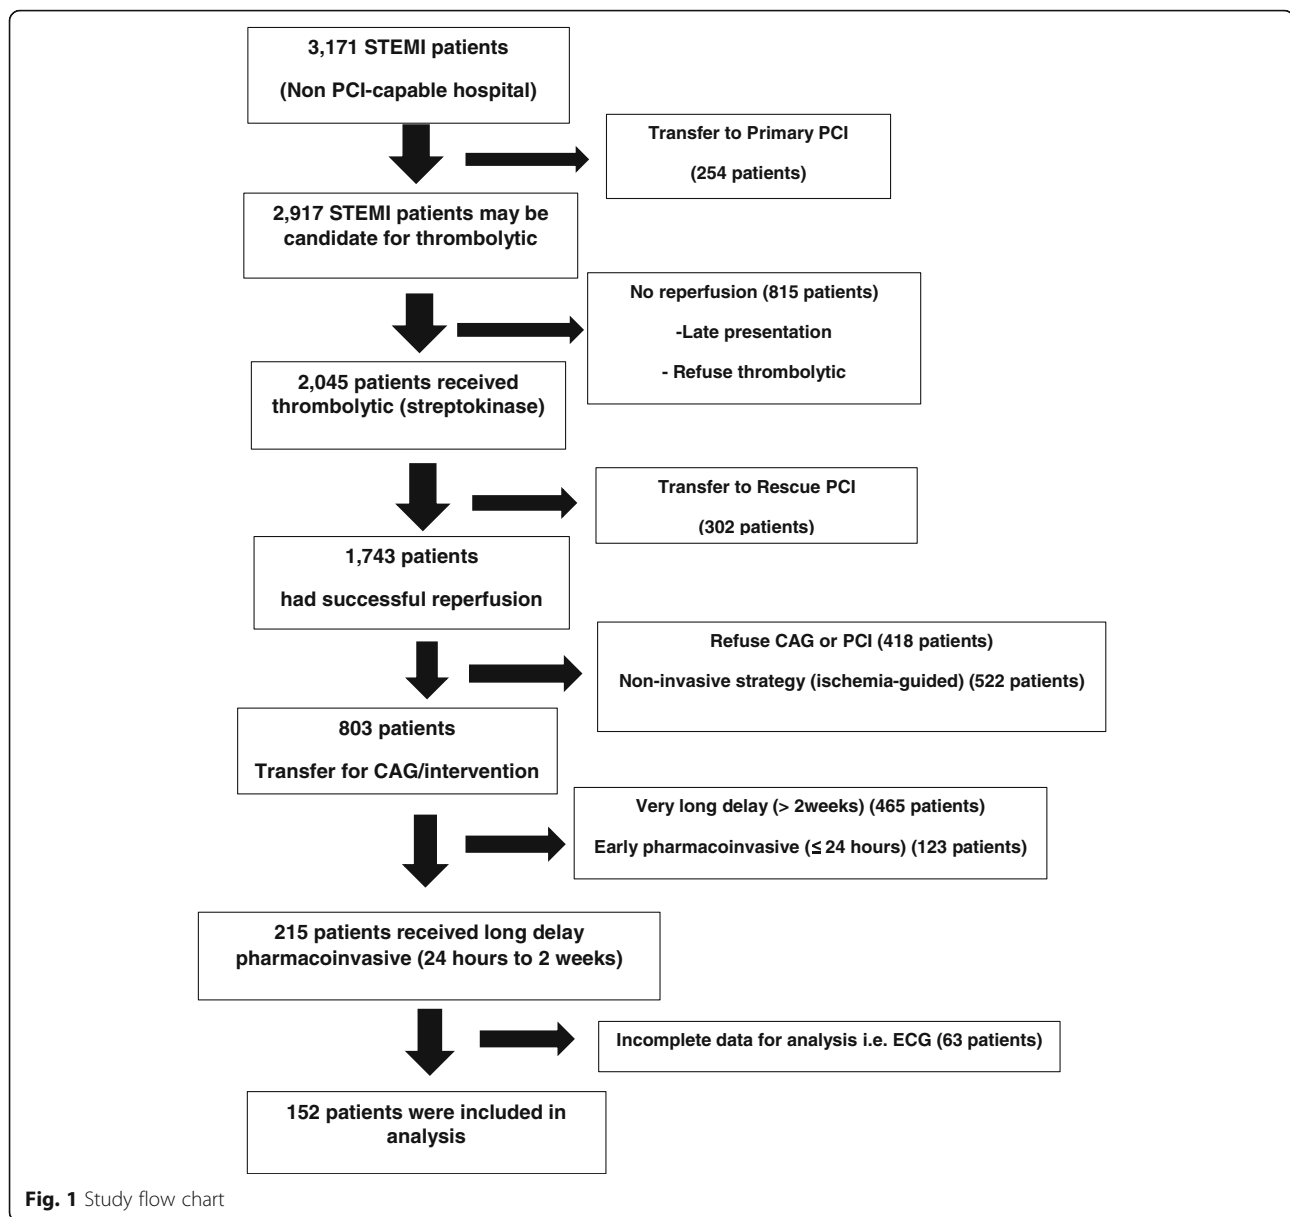 3,171 STEMI patients
(Non PCI-capable hospital)
Transfer to Primary PCI
(254 patients)
2,917 STEMI patients may be
candidate for thrombolytic
No reperfusion (815 patients)
-Late presentation
- Refuse thrombolytic
2,045 patients received
thrombolytic (streptokinase)
Transfer to Rescue PCI
(302 patients)
1,743 patients
had successful reperfusion
Refuse CAG or PCI (418 patients)
Non-invasive strategy (ischemia-guided) (522 patients)
803 patients
Transfer for CAG/intervention
Very long delay (> 2weeks) (465 patients)
Early pharmacoinvasive (≤ 24 hours) (123 patients)
215 patients received long delay
pharmacoinvasive (24 hours to 2 weeks)
Incomplete data for analysis i.e. ECG (63 patients)
152 patients were included in
analysis
Fig. 1 Study flow chart